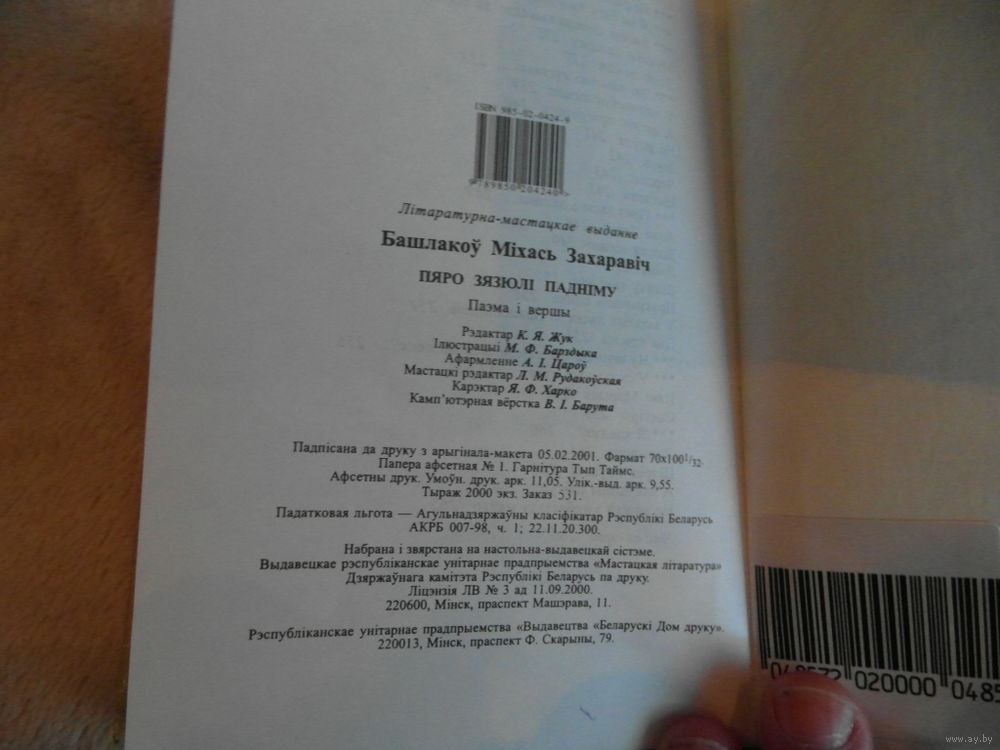 ISBN 985-02-0424-9
9 789850 204240 >
Літаратурна-мастацкае выданне
Башлакоў Міхась Захаравіч
ПЯРО ЗЯЗЮЛІ ПАДНІМУ
Паэма і вершы
Рэдактар К. Я. Жук
Ілюстрацыі М. Ф. Барздыка
Афармленне А. І. Цароў
Мастацкі рэдактар Л. М. Рудакоўская
Карэктар Я. Ф. Харко
Камп'ютэрная вёрстка В. І. Барута
Падпісана да друку з арыгінала-макета 05.02.2001. Фармат 70х100 1/32.
Папера афсетная № 1. Гарнітура Тып Таймс.
Афсетны друк. Умоўн. друк. арк. 11,05. Улік.-выд. арк. 9,55.
Тыраж 2000 экз. Заказ 531.
Падатковая льгота — Агульнадзяржаўны класіфікатар Рэспублікі Беларусь
АКРБ 007-98, ч. 1; 22.11.20.300.
Набрана і звярстана на настольна-выдавецкай сістэме.
Выдавецкае рэспубліканскае унітарнае прадпрыемства «Мастацкая літаратура»
Дзяржаўнага камітэта Рэспублікі Беларусь па друку.
Ліцэнзія ЛВ № 3 ад 11.09.2000.
220600, Мінск, праспект Машэрава, 11.
Рэспубліканскае унітарнае прадпрыемства «Выдавецтва «Беларускі Дом друку».
220013, Мінск, праспект Ф. Скарыны, 79.
020000
www.ay.by